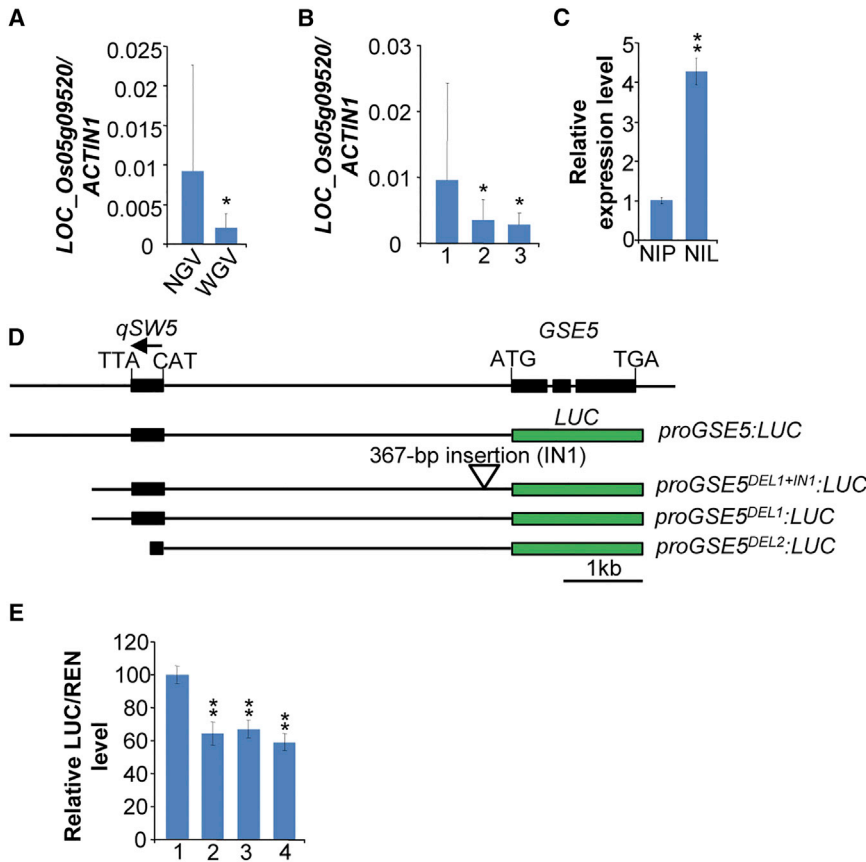 A
LOC_Os05g09520/
ACTIN1
0.025
0.02
0.015
0.01
0.005
0
*
NGV
WGV
B
LOC_Os05g09520/
ACTIN1
0.03
0.02
0.01
0
* *
1 2 3
C
Relative
expression level
5
4
3
2
1
0
**
NIP NIL
D
qSW5
GSE5
TTA CAT
ATG
TGA
LUC
proGSE5:LUC
367-bp insertion (IN1)
proGSE5DEL1+IN1:LUC
proGSE5DEL1:LUC
proGSE5DEL2:LUC
1kb
E
Relative LUC/REN
level
120
100
80
60
40
20
0
** ** **
1 2 3 4